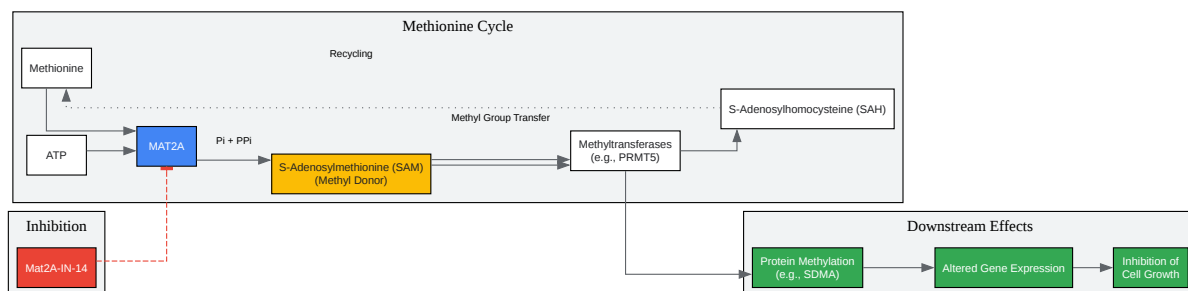 Methionine Cycle
Recycling
Methionine
S-Adenosylhomocysteine (SAH)
Methyl Group Transfer
ATP
MAT2A
Pi + PPi
S-Adenosylmethionine (SAM)
(Methyl Donor)
Methyltransferases
(e.g., PRMT5)
Inhibition
Mat2A-IN-14
Downstream Effects
Protein Methylation
(e.g., SDMA)
Altered Gene Expression
Inhibition of
Cell Growth